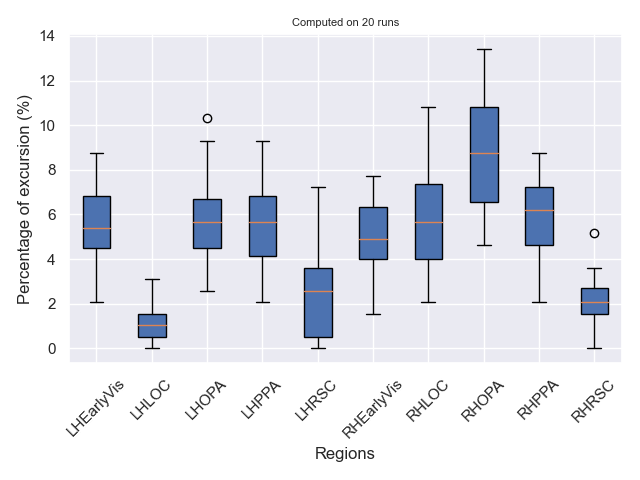 Computed on 20 runs
Percentage of excursion (%)
14
12
10
8
6
4
2
0
LHEarlyVis
LHLOC
LHOPA
LHPPA
LHRSC
RHEarlyVis
RHLOC
RHOPA
RHPPA
RHRSC
Regions